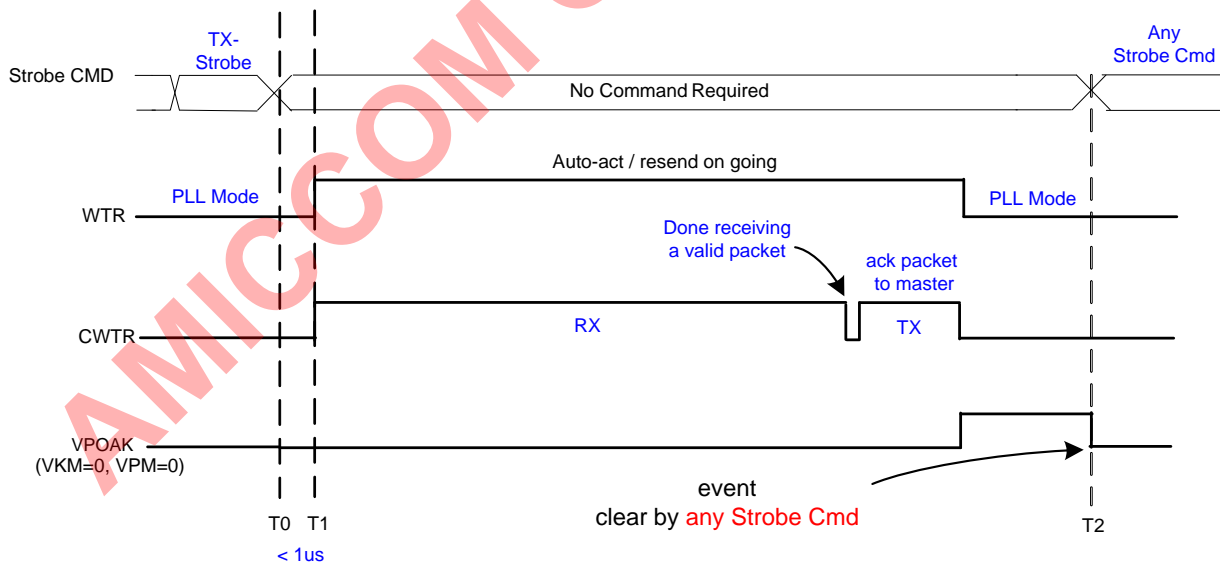 TX-
Strobe
Any
Strobe Cmd
Strobe CMD
No Command Required
Auto-act / resend on going
PLL Mode
PLL Mode
WTR
Done receiving
a valid packet
ack packet
to master
RX
TX
CWTR
VPOAK
(VKM=0, VPM=0)
event
clear by any Strobe Cmd
T0
T1
T2
< 1us
AMICCOM